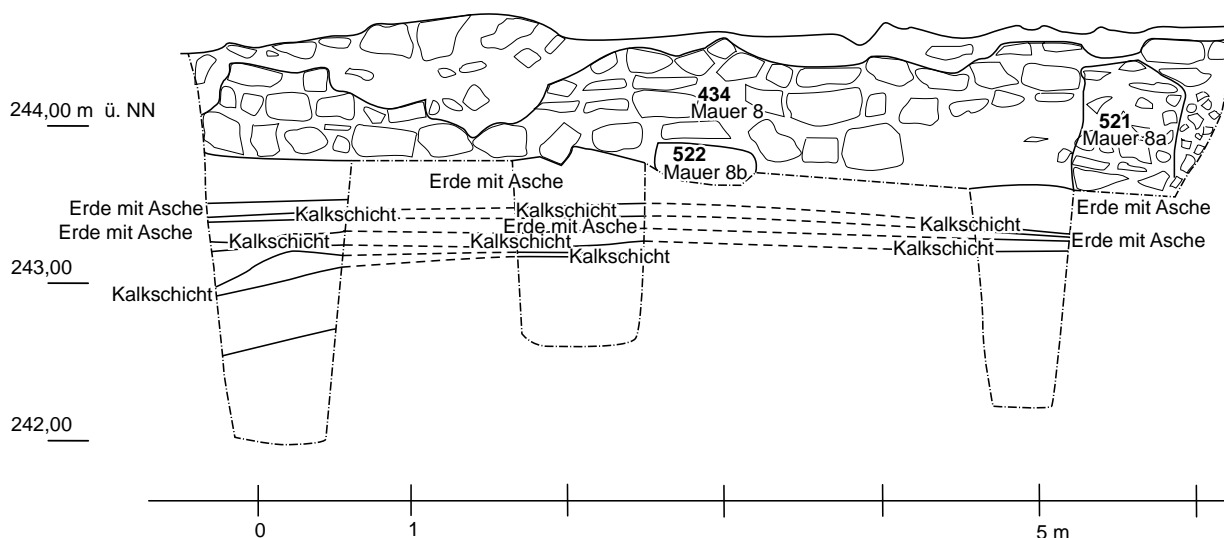 244,00 m ü. NN
434
Mauer 8
521
Mauer 8a
522
Mauer 8b
Erde mit Asche
Erde mit Asche
Kalkschicht
Kalkschicht
Erde mit Asche
Erde mit Asche
Erde mit Asche
Kalkschicht
Kalkschicht
Kalkschicht
Erde mit Asche
Kalkschicht
Kalkschicht
243,00
Kalkschicht
242,00
0
1
5 m